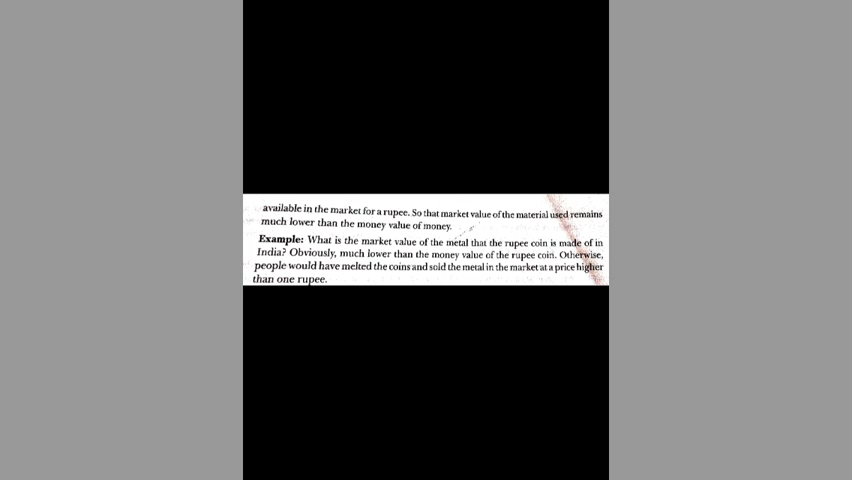 available in the market for a rupee. So that market value of the material used remains
much lower than the money value of money.
Example: What is the market value of the metal that the rupee coin is made of in
India? Obviously, much lower than the money value of the rupee coin. Otherwise,
people would have melted the coins and sold the metal in the market at a price higher
than one rupee.